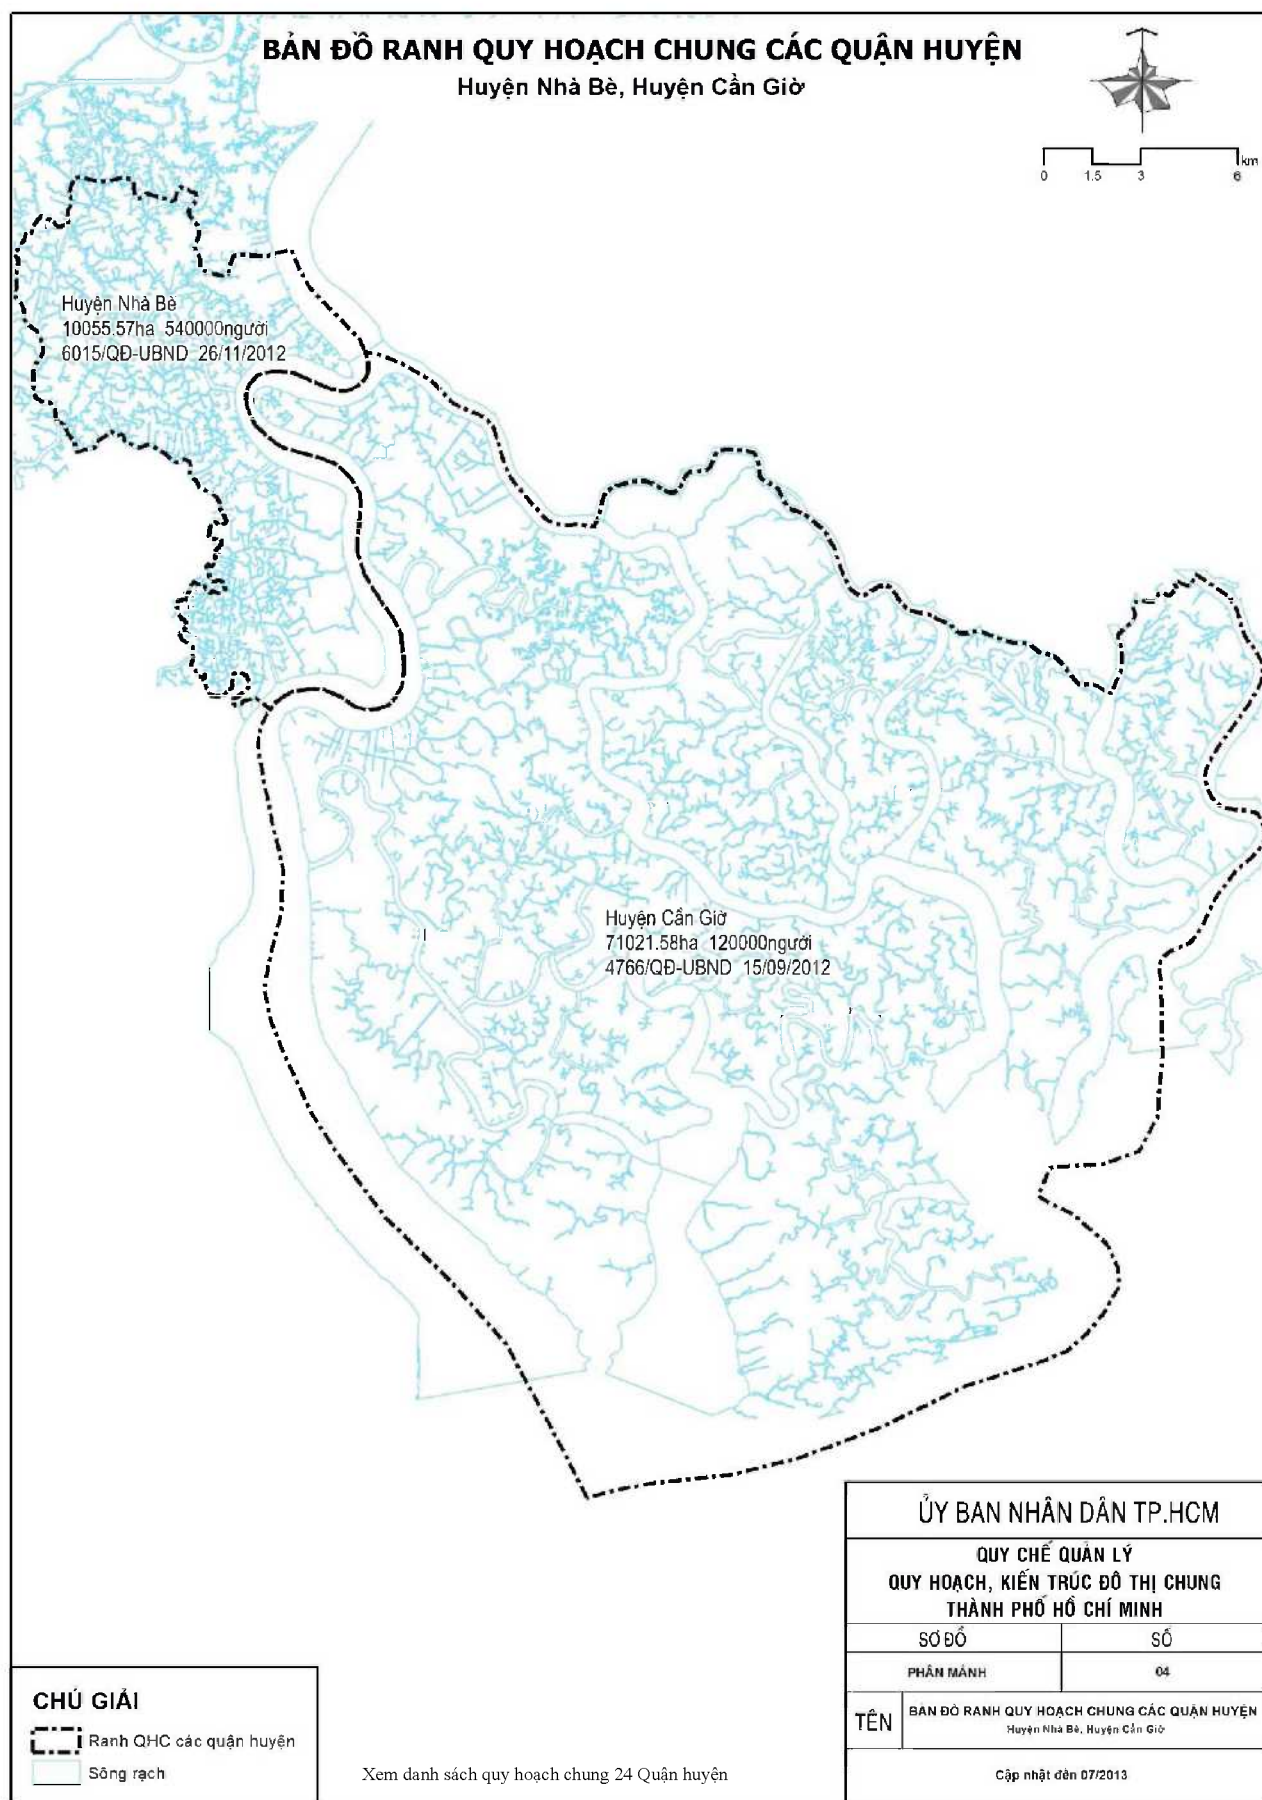 BẢN ĐỒ RANH QUY HOẠCH CHUNG CÁC QUẬN HUYỆN
Huyện Nhà Bè, Huyện Cần Giờ
km
0 1.5 3 6
Huyện Nhà Bè
10055.57ha 540000người
6015/QĐ-UBND 26/11/2012
Huyện Cần Giờ
71021.58ha 120000người
4766/QĐ-UBND 15/09/2012
ỦY BAN NHÂN DÂN TP.HCM
QUY CHẾ QUẢN LÝ
QUY HOẠCH, KIẾN TRÚC ĐÔ THỊ CHUNG
THÀNH PHỐ HỒ CHÍ MINH
SƠ ĐỒ SỐ
PHÂN MẢNH 04
TÊN
BẢN ĐỒ RANH QUY HOẠCH CHUNG CÁC QUẬN HUYỆN
Huyện Nhà Bè, Huyện Cần Giờ
Cập nhật đến 07/2013
CHÚ GIẢI
Ranh QHC các quận huyện
Sông rạch
Xem danh sách quy hoạch chung 24 Quận huyện